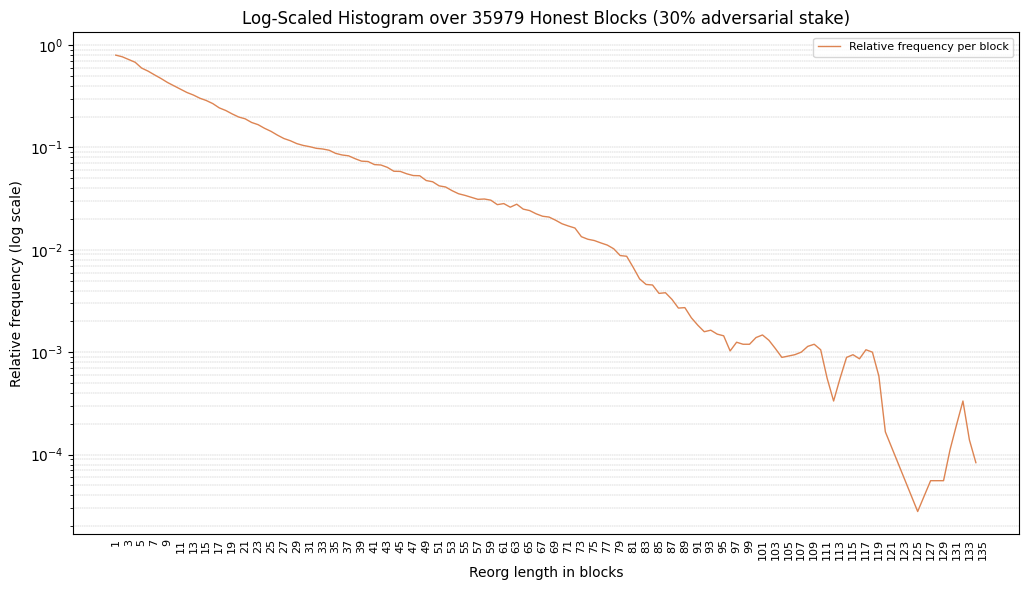 Log-Scaled Histogram over 35979 Honest Blocks (30% adversarial stake)
Relative frequency per block
Relative frequency (log scale)
10^0
10^-1
10^-2
10^-3
10^-4
1 3 5 7 9 11 13 15 17 19 21 23 25 27 29 31 33 35 37 39 41 43 45 47 49 51 53 55 57 59 61 63 65 67 69 71 73 75 77 79 81 83 85 87 89 91 93 95 97 99 101 103 105 107 109 111 113 115 117 119 121 123 125 127 129 131 133 135
Reorg length in blocks